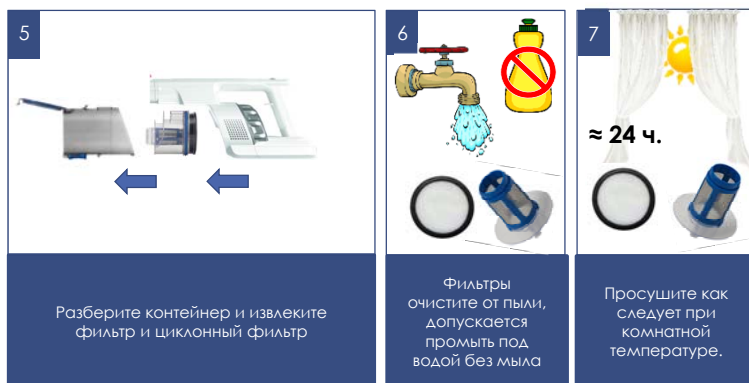 5
Разберите контейнер и извлеките
фильтр и циклонный фильтр
6
Фильтры
очистите от пыли,
допускается
промыть под
водой без мыла
7
≈ 24 ч.
Просушите как
следует при
комнатной
температуре.